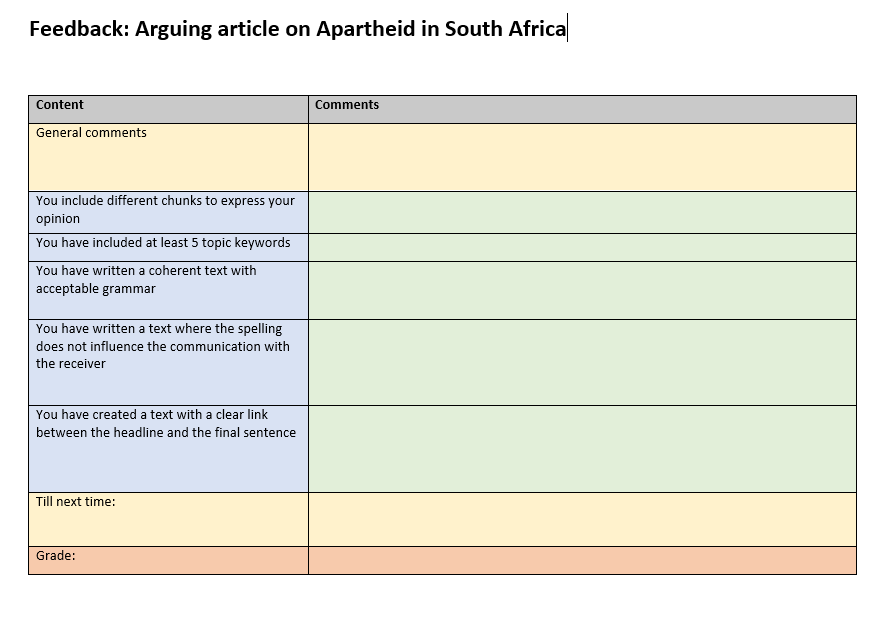 Feedback: Arguing article on Apartheid in South Africa
Content
Comments
General comments
You include different chunks to express your
opinion
You have included at least 5 topic keywords
You have written a coherent text with
acceptable grammar
You have written a text where the spelling
does not influence the communication with
the receiver
You have created a text with a clear link
between the headline and the final sentence
Till next time:
Grade: